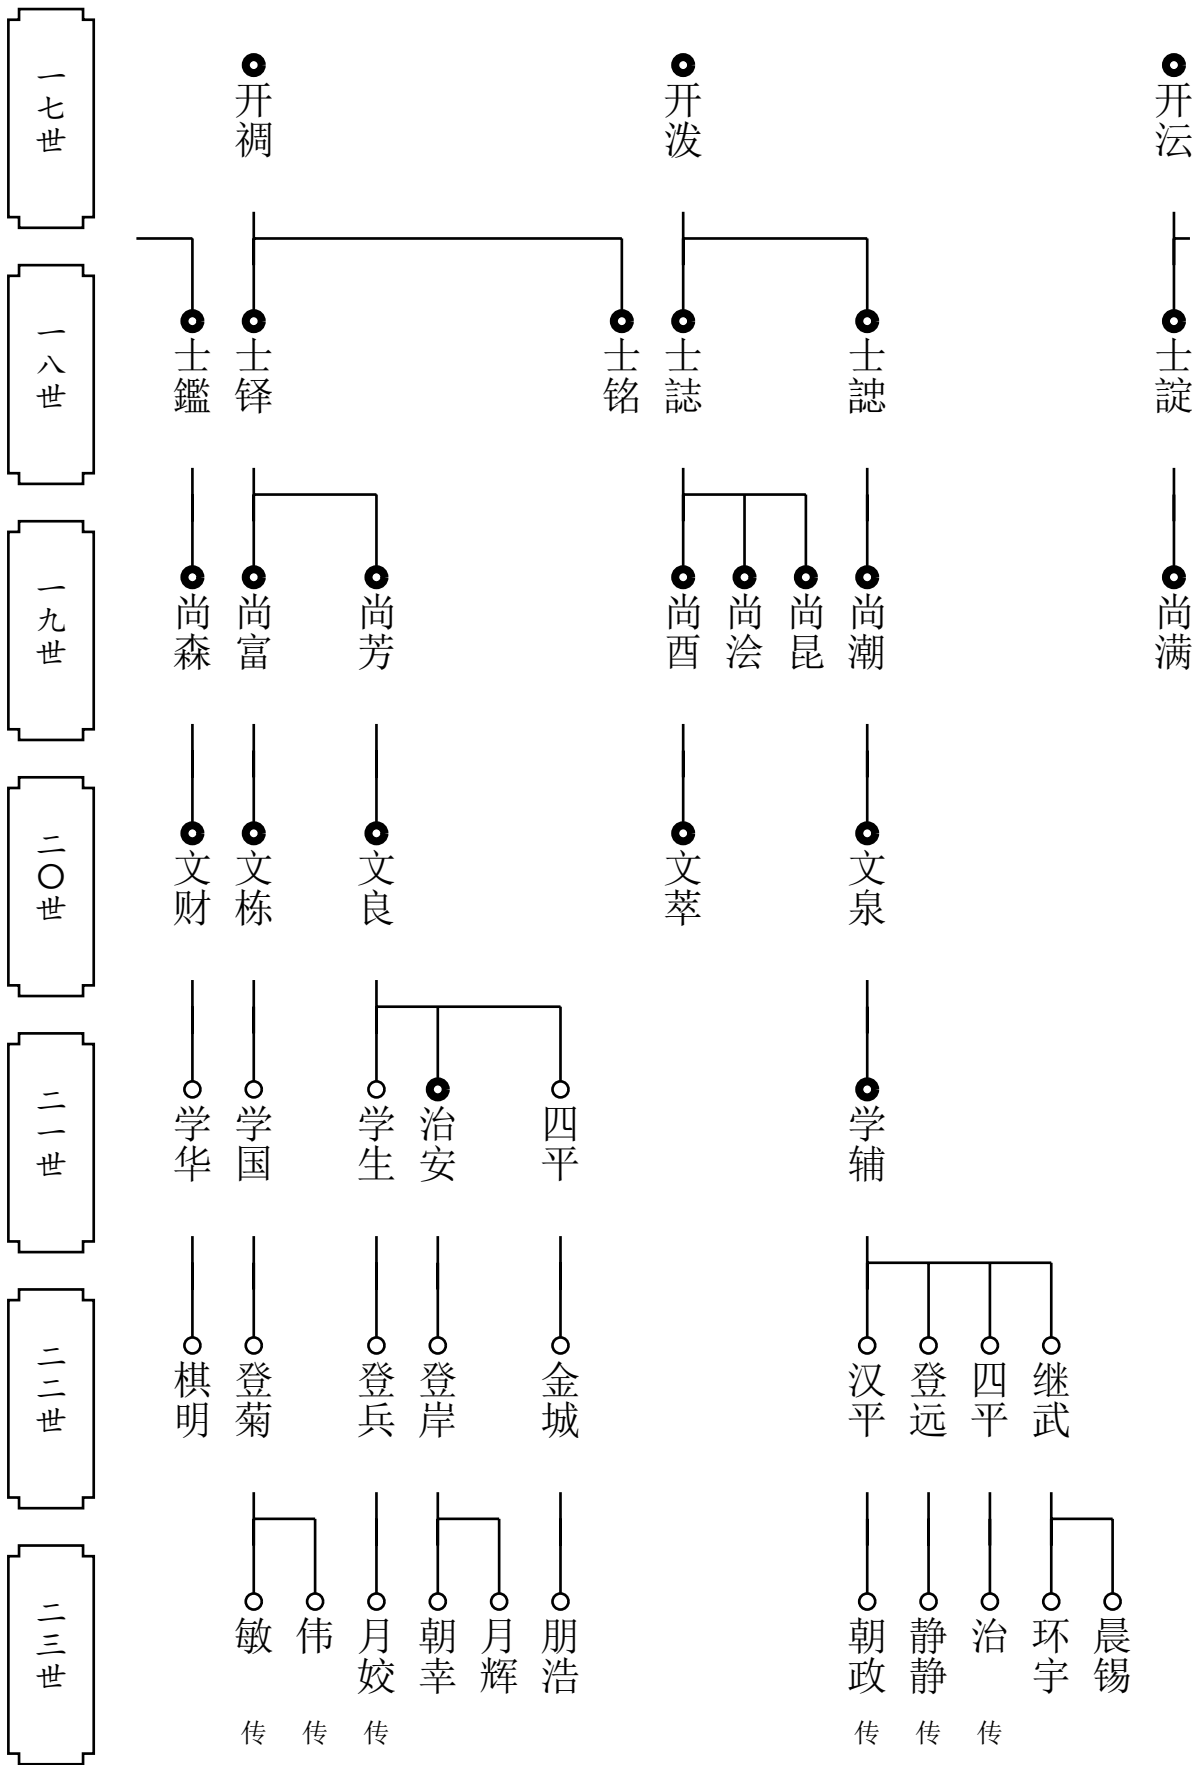 一七世
开裯
开泼
开沄
一八世
士鑑
士铎
士铭
士誌
士誋
士諚
一九世
尚森
尚富
尚芳
尚酉
尚浍
尚昆
尚潮
尚满
二〇世
文财
文栋
文良
文萃
文泉
二一世
学华
学国
学生
治安
四平
学辅
二二世
棋明
登菊
登兵
登岸
金城
汉平
登远
四平
继武
二三世
敏
伟
月姣
朝幸
月辉
朋浩
朝政
静静
治
环宇
晨锡
传
传
传
传
传
传